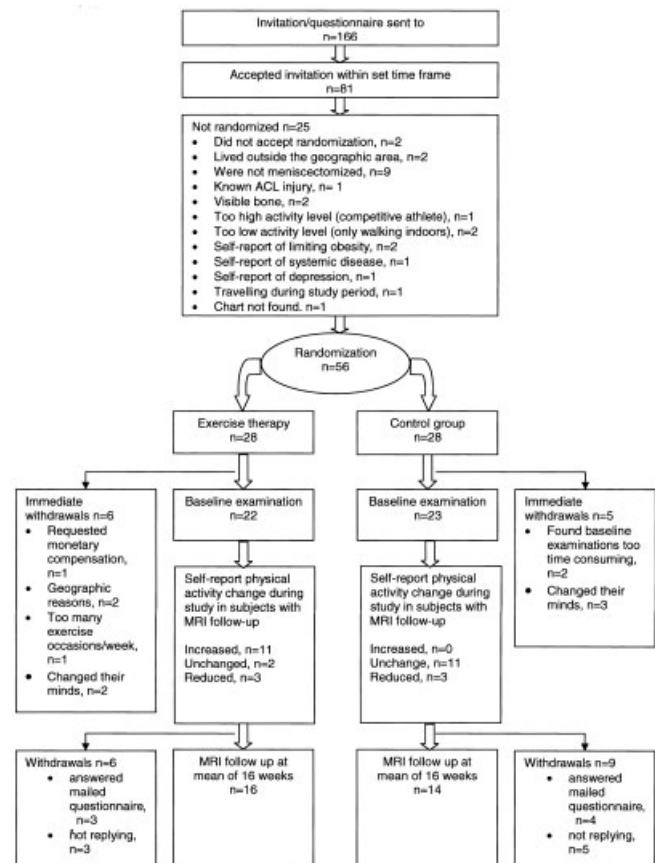 Invitation/questionnaire sent to
n=166
Accepted invitation within set time frame
n=81
Not randomized n=25
• Did not accept randomization, n=2
• Lived outside the geographic area, n=2
• Were not meniscectomized, n=9
• Known ACL injury, n= 1
• Visible bone, n=2
• Too high activity level (competitive athlete), n=1
• Too low activity level (only walking indoors), n=2
• Self-report of limiting obesity, n=2
• Self-report of systemic disease, n=1
• Self-report of depression, n=1
• Travelling during study period, n=1
• Chart not found. n=1
Randomization
n=56
Exercise therapy
n=28
Control group
n=28
Immediate
withdrawals n=6
• Requested
monetary
compensation,
n=1
• Geographic
reasons, n=2
• Too many
exercise
occasions/week,
n=1
• Changed their
minds, n=2
Baseline examination
n=22
Baseline examination
n=23
Immediate
withdrawals n=5
• Found baseline
examinations too
time consuming,
n=2
• Changed their
minds, n=3
Self-report physical
activity change during
study in subjects with
MRI follow-up
Increased, n=11
Unchanged, n=2
Reduced, n=3
Self-report physical
activity change during
study in subjects with
MRI follow-up
Increased, n=0
Unchange, n=11
Reduced, n=3
Withdrawals n=6
• answered
mailed
questionnaire,
n=3
• not replying,
n=3
MRI follow up at
mean of 16 weeks
n=16
MRI follow up at
mean of 16 weeks
n=14
Withdrawals n=9
• answered
mailed
questionnaire,
n=4
• not replying,
n=5